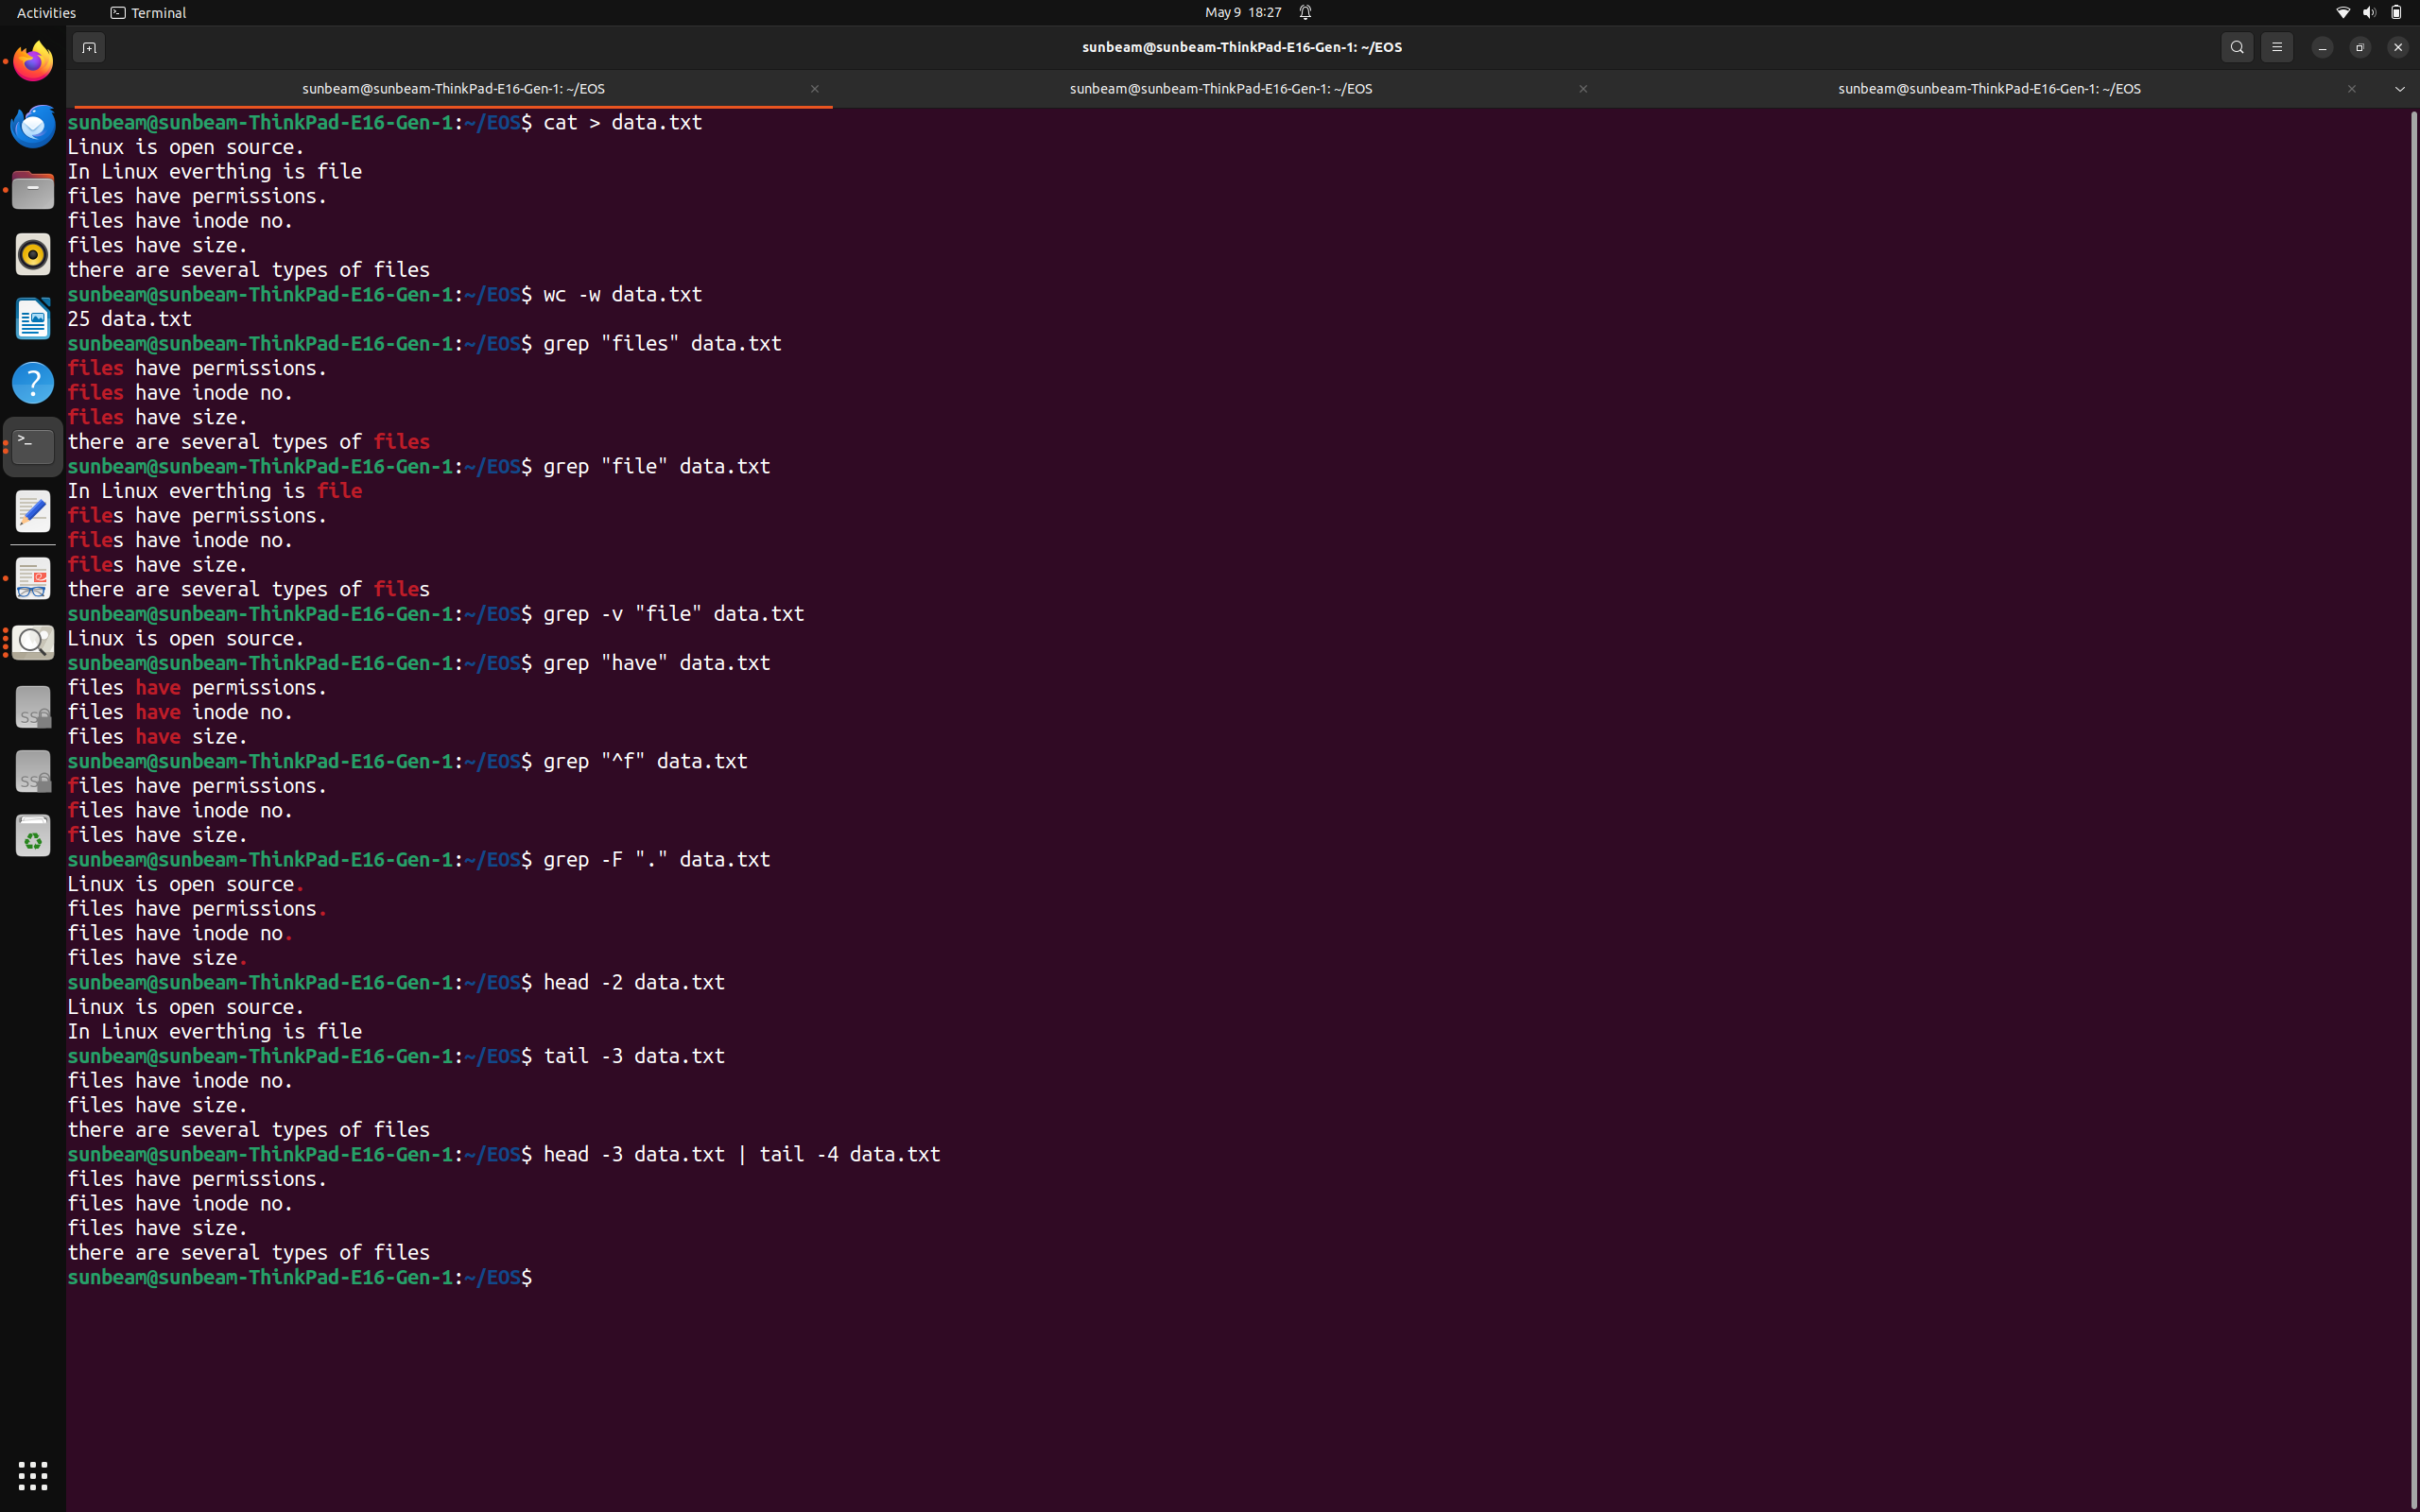 Activities Terminal May 9 18:27
sunbeam@sunbeam-ThinkPad-E16-Gen-1: ~/EOS
sunbeam@sunbeam-ThinkPad-E16-Gen-1: ~/EOS sunbeam@sunbeam-ThinkPad-E16-Gen-1: ~/EOS sunbeam@sunbeam-ThinkPad-E16-Gen-1: ~/EOS
sunbeam@sunbeam-ThinkPad-E16-Gen-1:~/EOS$ cat > data.txt
Linux is open source.
In Linux everthing is file
files have permissions.
files have inode no.
files have size.
there are several types of files
sunbeam@sunbeam-ThinkPad-E16-Gen-1:~/EOS$ wc -w data.txt
25 data.txt
sunbeam@sunbeam-ThinkPad-E16-Gen-1:~/EOS$ grep "files" data.txt
files have permissions.
files have inode no.
files have size.
there are several types of files
sunbeam@sunbeam-ThinkPad-E16-Gen-1:~/EOS$ grep "file" data.txt
In Linux everthing is file
files have permissions.
files have inode no.
files have size.
there are several types of files
sunbeam@sunbeam-ThinkPad-E16-Gen-1:~/EOS$ grep -v "file" data.txt
Linux is open source.
sunbeam@sunbeam-ThinkPad-E16-Gen-1:~/EOS$ grep "have" data.txt
files have permissions.
files have inode no.
files have size.
sunbeam@sunbeam-ThinkPad-E16-Gen-1:~/EOS$ grep "^f" data.txt
files have permissions.
files have inode no.
files have size.
sunbeam@sunbeam-ThinkPad-E16-Gen-1:~/EOS$ grep -F "." data.txt
Linux is open source.
files have permissions.
files have inode no.
files have size.
sunbeam@sunbeam-ThinkPad-E16-Gen-1:~/EOS$ head -2 data.txt
Linux is open source.
In Linux everthing is file
sunbeam@sunbeam-ThinkPad-E16-Gen-1:~/EOS$ tail -3 data.txt
files have inode no.
files have size.
there are several types of files
sunbeam@sunbeam-ThinkPad-E16-Gen-1:~/EOS$ head -3 data.txt | tail -4 data.txt
files have permissions.
files have inode no.
files have size.
there are several types of files
sunbeam@sunbeam-ThinkPad-E16-Gen-1:~/EOS$